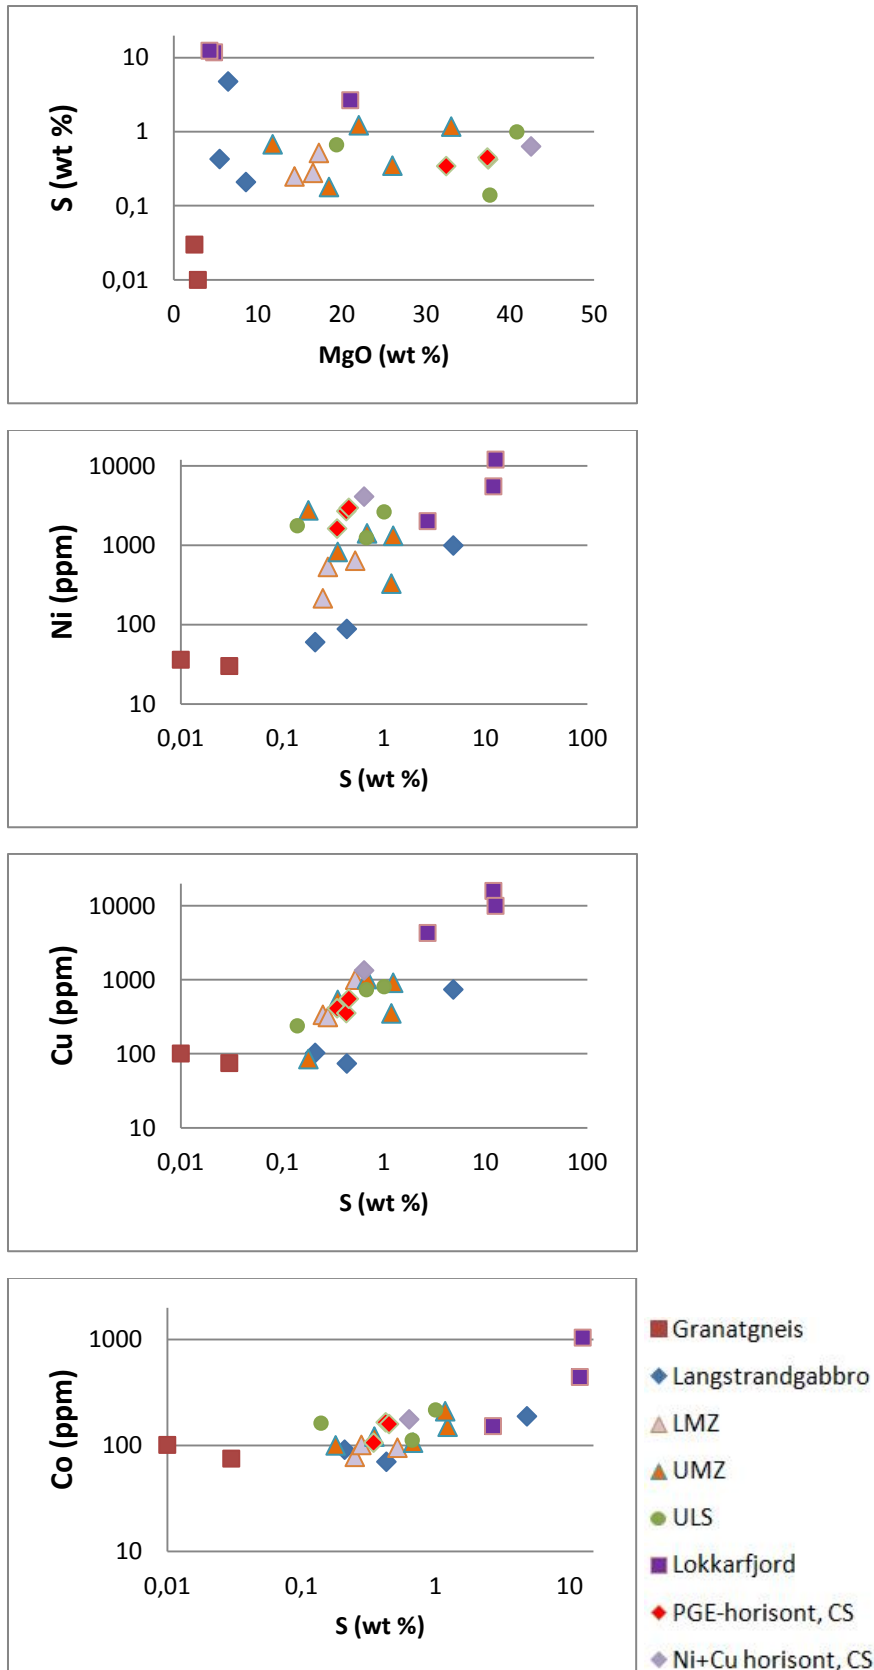 S (wt %)
10
1
0,1
0,01
0 10 20 30 40 50
MgO (wt %)
Ni (ppm)
10000
1000
100
10
0,01 0,1 1 10 100
S (wt %)
Cu (ppm)
10000
1000
100
10
0,01 0,1 1 10 100
S (wt %)
Co (ppm)
1000
100
10
0,01 0,1 1 10
S (wt %)
Granatgneis
Langstrandgabbro
LMZ
UMZ
ULS
Lokkarfjord
PGE-horisont, CS
Ni+Cu horisont, CS